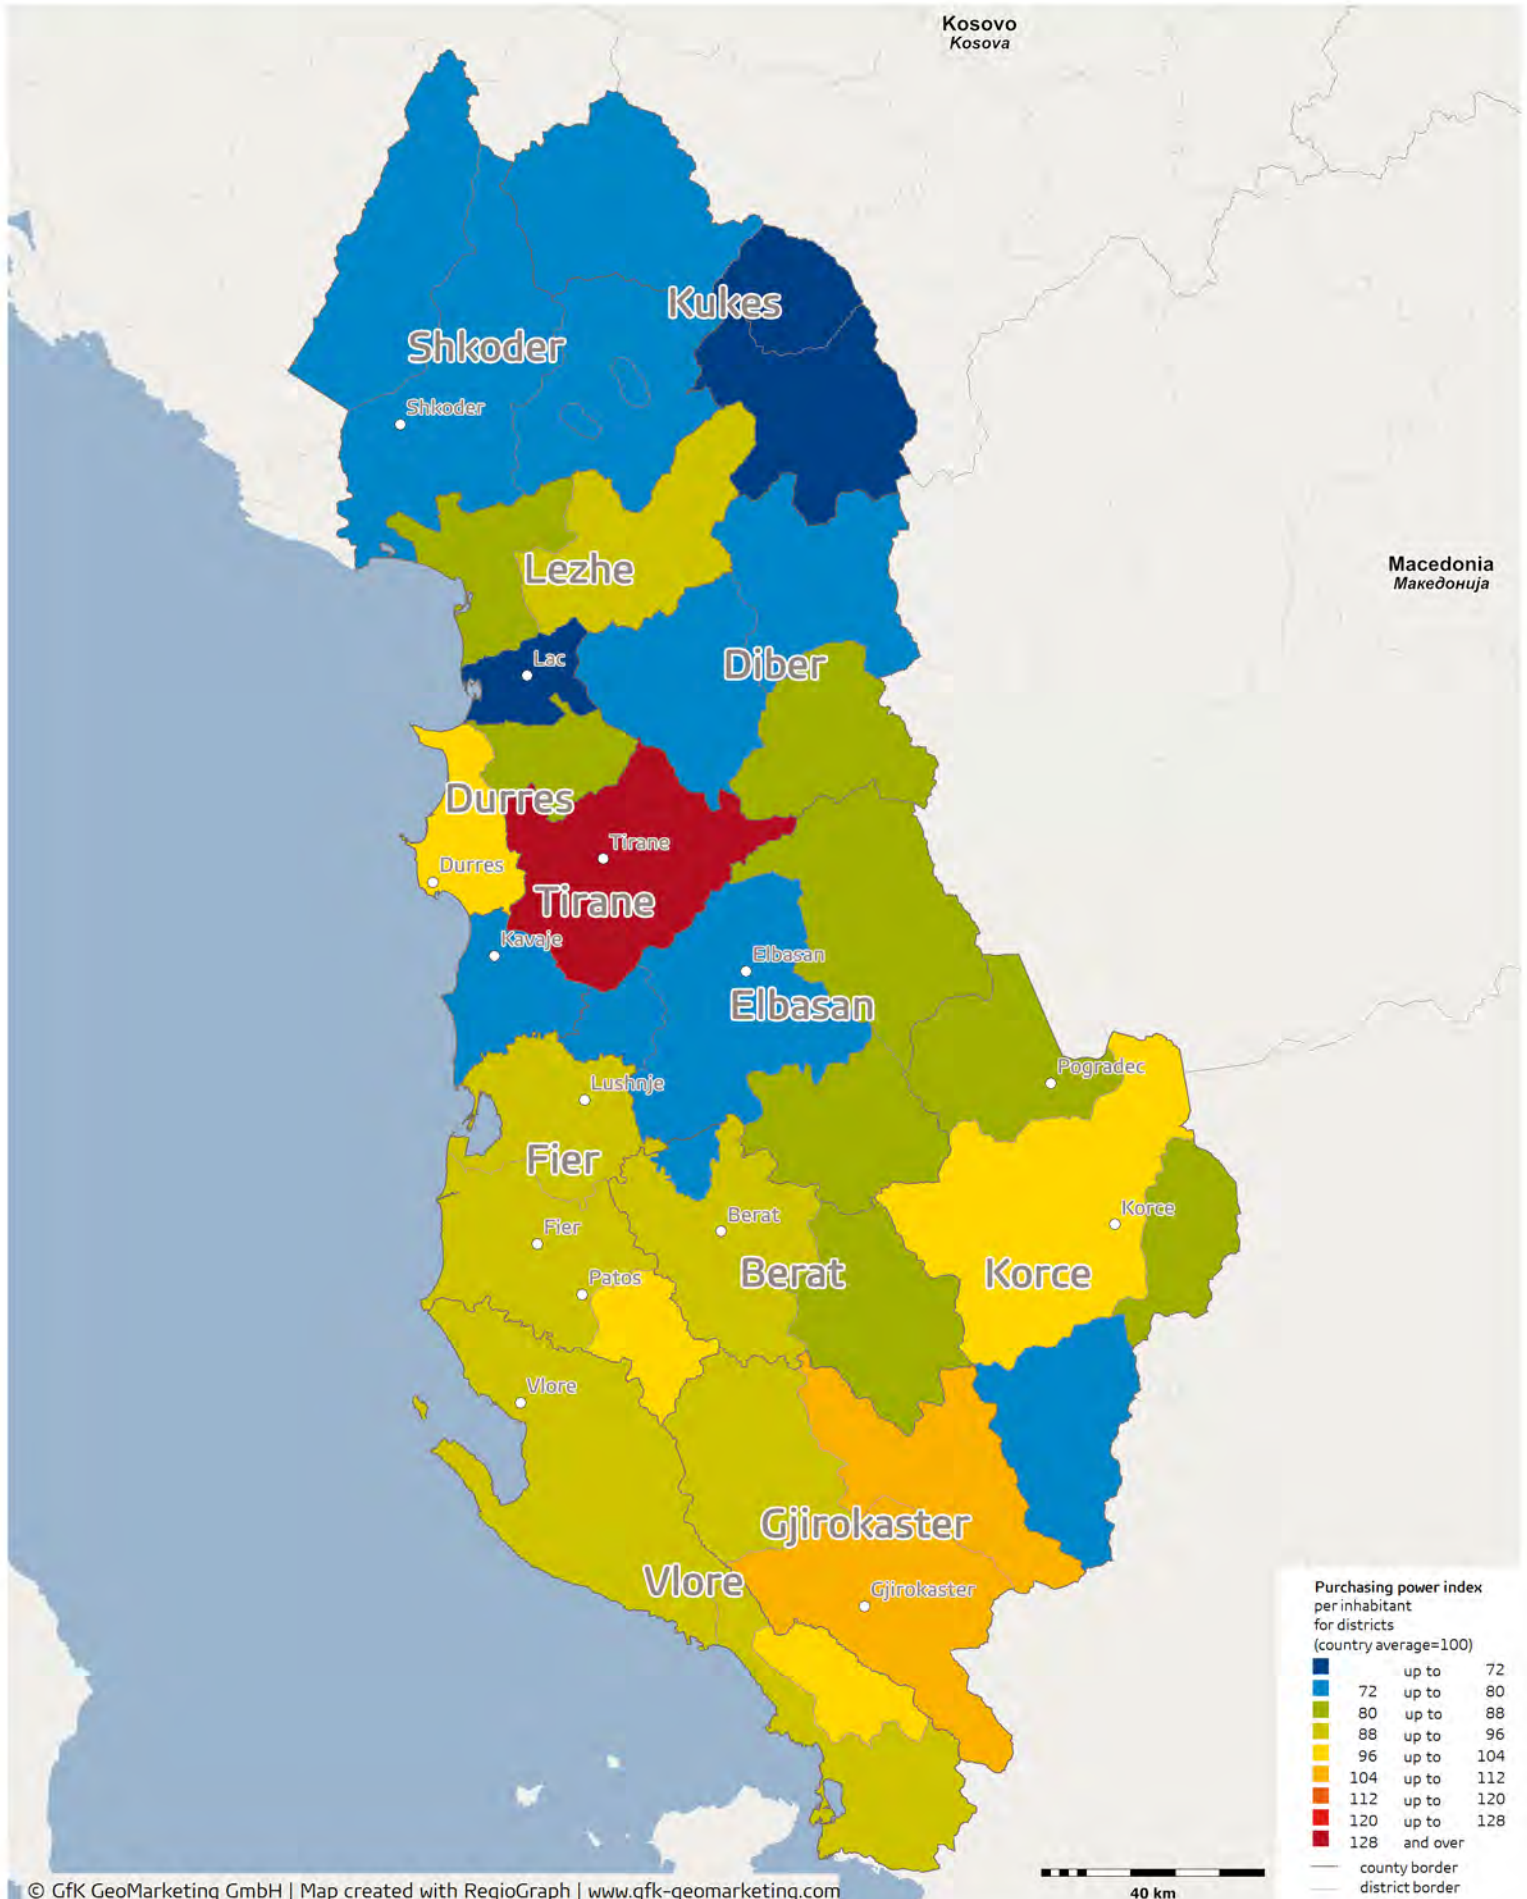 Kosovo
Kosova
Kukes
Shkoder
Shkoder
Macedonia
Македонија
Lezhe
Lac
Diber
Durres
Tirane
Durres
Tirane
Kavaje
Elbasan
Elbasan
Pogradec
Lushnje
Fier
Korce
Berat
Fier
Berat
Korce
Patos
Vlore
Gjirokaster
Vlore
Gjirokaster
Purchasing power index
per inhabitant
for districts
(country average=100)
up to 72
72 up to 80
80 up to 88
88 up to 96
96 up to 104
104 up to 112
112 up to 120
120 up to 128
128 and over
county border
district border
40 km
© GfK GeoMarketing GmbH | Map created with RegioGraph | www.gfk-geomarketing.com